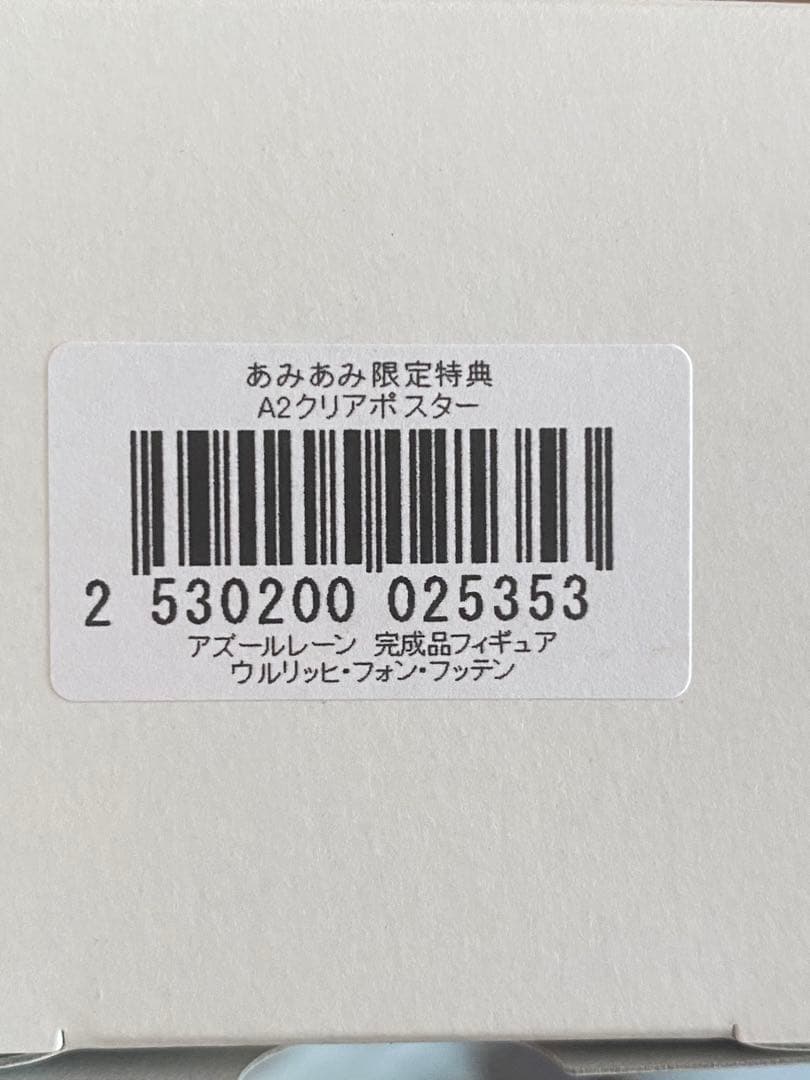 あみあみ限定特典
A2クリアポスター
2 530200 025353
アズールレーン 完成品フィギュア
ウルリッヒ・フォン・フッテン